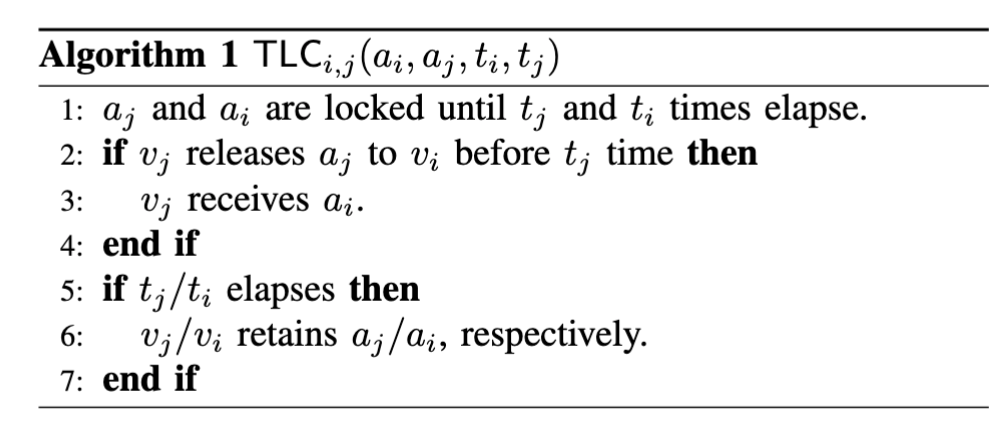 Algorithm 1 TLC_{i,j}(a_i, a_j, t_i, t_j)
1: a_j and a_i are locked until t_j and t_i times elapse.
2: if v_j releases a_j to v_i before t_j time then
3: v_j receives a_i.
4: end if
5: if t_j/t_i elapses then
6: v_j/v_i retains a_j/a_i, respectively.
7: end if